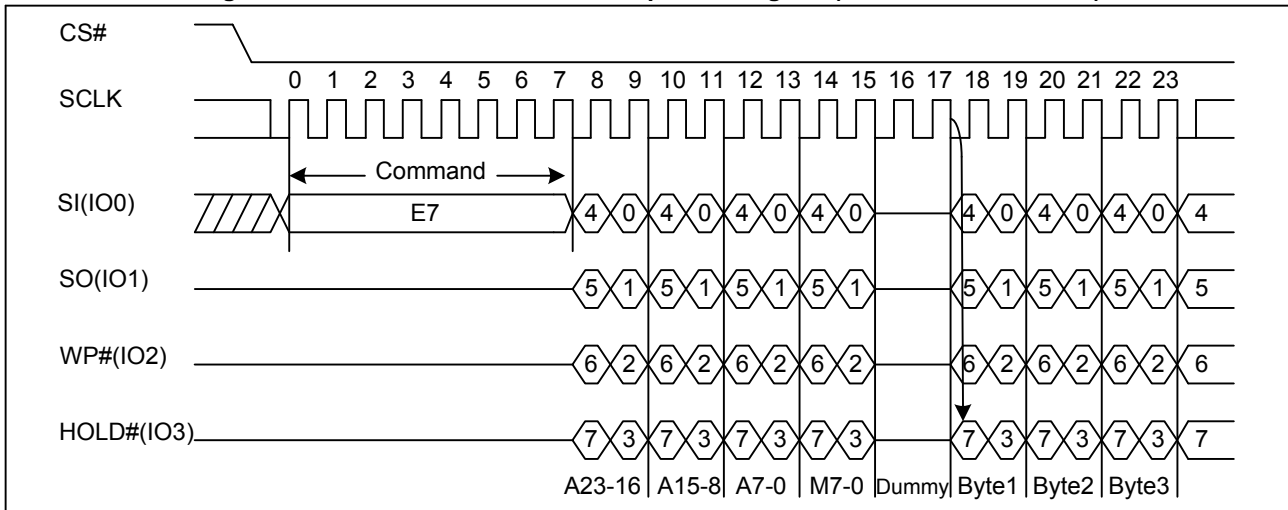 CS#
0 1 2 3 4 5 6 7 8 9 10 11 12 13 14 15 16 17 18 19 20 21 22 23
SCLK
Command
SI(IO0) E7 4 0 4 0 4 0 4 0 4 0 4 0 4 0 4
SO(IO1) 5 1 5 1 5 1 5 1 5 1 5 1 5 1 5
WP#(IO2) 6 2 6 2 6 2 6 2 6 2 6 2 6 2 6
HOLD#(IO3) 7 3 7 3 7 3 7 3 7 3 7 3 7 3 7
A23-16 A15-8 A7-0 M7-0 Dummy Byte1 Byte2 Byte3